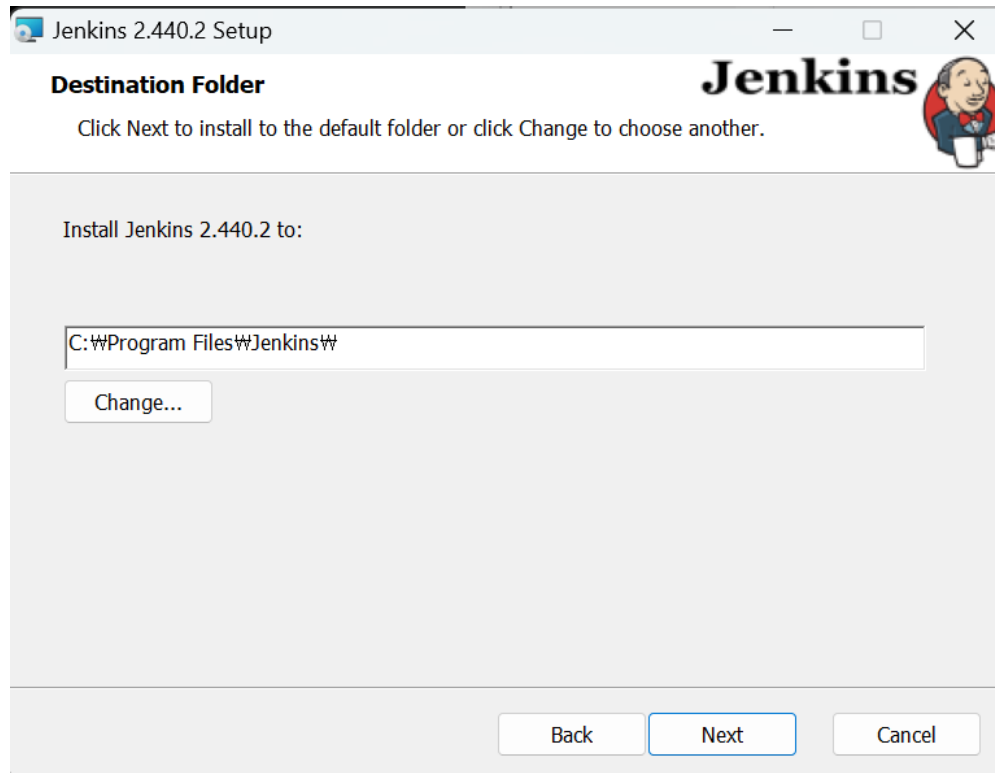 Jenkins 2.440.2 Setup
Destination Folder
Jenkins
Click Next to install to the default folder or click Change to choose another.
Install Jenkins 2.440.2 to:
C:₩Program Files₩Jenkins₩
Change...
Back
Next
Cancel